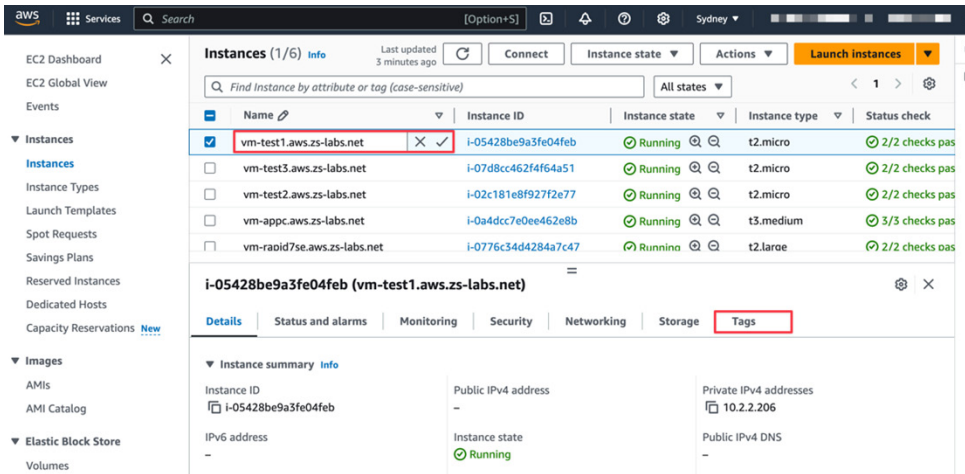 aws Services Search [Option+S] Sydney
EC2 Dashboard
EC2 Global View
Events
Instances
Instances
Instance Types
Launch Templates
Spot Requests
Savings Plans
Reserved Instances
Dedicated Hosts
Capacity Reservations New
Images
AMIs
AMI Catalog
Elastic Block Store
Volumes
Instances (1/6) Info Last updated 3 minutes ago Connect Instance state Actions Launch instances
Find Instance by attribute or tag (case-sensitive) All states 1
Name Instance ID Instance state Instance type Status check
vm-test1.aws.zs-labs.net i-05428be9a3fe04feb Running t2.micro 2/2 checks pas
vm-test3.aws.zs-labs.net i-07d8cc462f4f64a51 Running t2.micro 2/2 checks pas
vm-test2.aws.zs-labs.net i-02c181e8f927f2e77 Running t2.micro 2/2 checks pas
vm-appc.aws.zs-labs.net i-0a4dcc7e0ee462e8b Running t3.medium 3/3 checks pas
vm-rapid7se.aws.zs-labs.net i-0776c34d4284a7c47 Running t2.large 2/2 checks pas
i-05428be9a3fe04feb (vm-test1.aws.zs-labs.net)
Details Status and alarms Monitoring Security Networking Storage Tags
Instance summary Info
Instance ID Public IPv4 address Private IPv4 addresses
i-05428be9a3fe04feb – 10.2.2.206
IPv6 address Instance state Public IPv4 DNS
– Running –